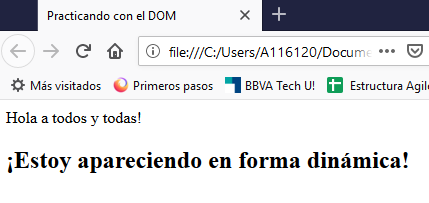 Practicando con el DOM
file:///C:/Users/A116120/Docume
Más visitados Primeros pasos BBVA Tech U! Estructura Agile
Hola a todos y todas!
¡Estoy apareciendo en forma dinámica!